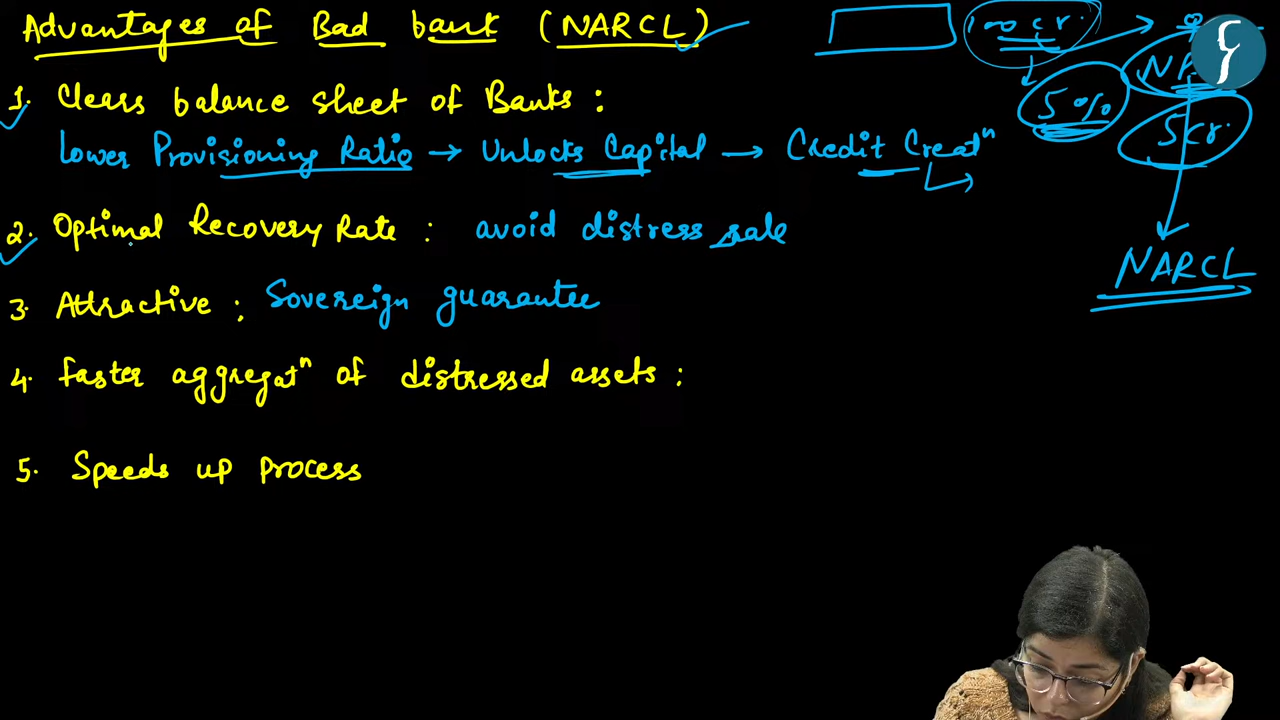 Advantages of Bad bank (NARCL)
100 cr.
5%
5 cr.
NARCL
1. Clears balance sheet of Banks :
Lower Provisioning Ratio → Unlocks Capital → Credit Creatⁿ
2. Optimal Recovery Rate : avoid distress sale
3. Attractive : Sovereign guarantee
4. faster aggregatⁿ of distressed assets :
5. Speeds up process